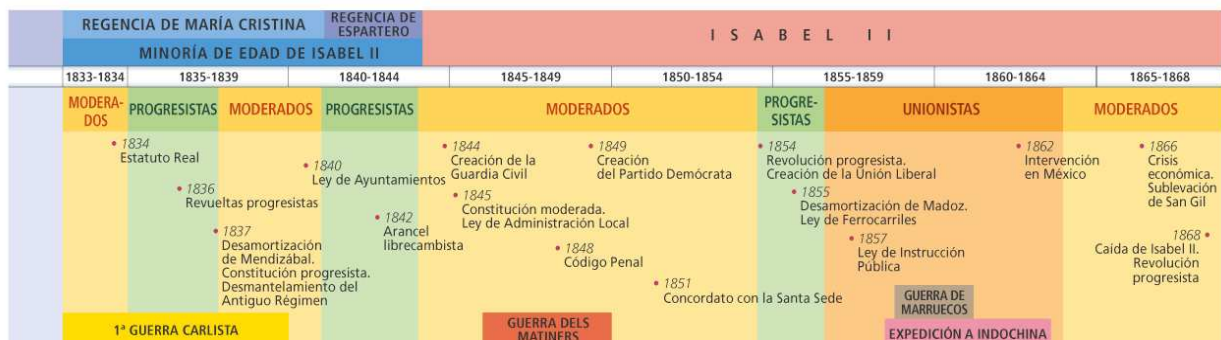 REGENCIA DE MARÍA CRISTINA
REGENCIA DE
ESPARTERO
ISABEL II
MINORÍA DE EDAD DE ISABEL II
1833-1834
1835-1839
1840-1844
1845-1849
1850-1854
1855-1859
1860-1864
1865-1868
MODERA-
DOS
PROGRESISTAS
MODERADOS
PROGRESISTAS
MODERADOS
PROGRE-
SISTAS
UNIONISTAS
MODERADOS
1834
Estatuto Real
1836
Revueltas progresistas
1837
Desamortización
de Mendizábal.
Constitución progresista.
Desmantelamiento del
Antiguo Régimen
1840
Ley de Ayuntamientos
1842
Arancel
librecambista
1844
Creación de la
Guardia Civil
1845
Constitución moderada.
Ley de Administración Local
1848
Código Penal
1849
Creación
del Partido Demócrata
1851
Concordato con la Santa Sede
1854
Revolución progresista.
Creación de la Unión Liberal
1855
Desamortización de Madoz.
Ley de Ferrocarriles
1857
Ley de Instrucción
Pública
1862
Intervención
en México
1866
Crisis
económica.
Sublevación
de San Gil
1868
Caída de Isabel II.
Revolución
progresista
1ª GUERRA CARLISTA
GUERRA DELS
MATINERS
GUERRA DE
MARRUECOS
EXPEDICIÓN A INDOCHINA